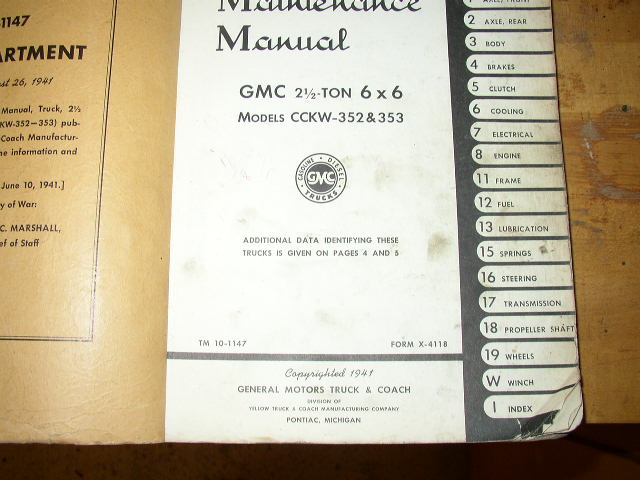 -1147
ARTMENT
ust 26, 1941
Manual, Truck, 2½
KW-352—353) pub-
Coach Manufactur-
he information and
June 10, 1941.]
y of War:
C. MARSHALL,
ef of Staff
Maintenance
Manual
GMC 2½-TON 6 x 6
MODELS CCKW-352 & 353
GASOLINE DIESEL
GMC
TRUCKS
ADDITIONAL DATA IDENTIFYING THESE
TRUCKS IS GIVEN ON PAGES 4 AND 5
TM 10-1147 FORM X-4118
Copyrighted 1941
GENERAL MOTORS TRUCK & COACH
DIVISION OF
YELLOW TRUCK & COACH MANUFACTURING COMPANY
PONTIAC, MICHIGAN
1 AXLE, FRONT
2 AXLE, REAR
3 BODY
4 BRAKES
5 CLUTCH
6 COOLING
7 ELECTRICAL
8 ENGINE
11 FRAME
12 FUEL
13 LUBRICATION
15 SPRINGS
16 STEERING
17 TRANSMISSION
18 PROPELLER SHAFT
19 WHEELS
W WINCH
I INDEX